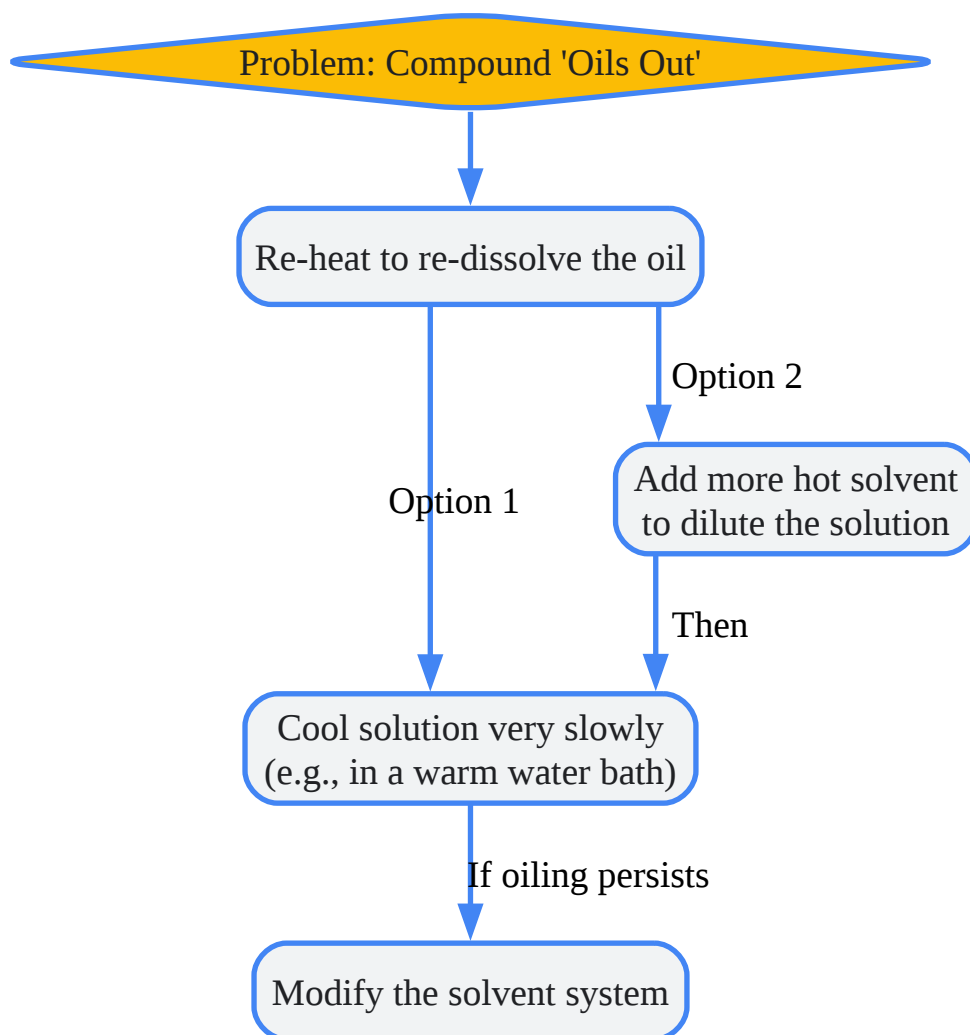 Problem: Compound 'Oils Out'
Re-heat to re-dissolve the oil
Option 2
Add more hot solvent
to dilute the solution
Option 1
Then
Cool solution very slowly
(e.g., in a warm water bath)
If oiling persists
Modify the solvent system